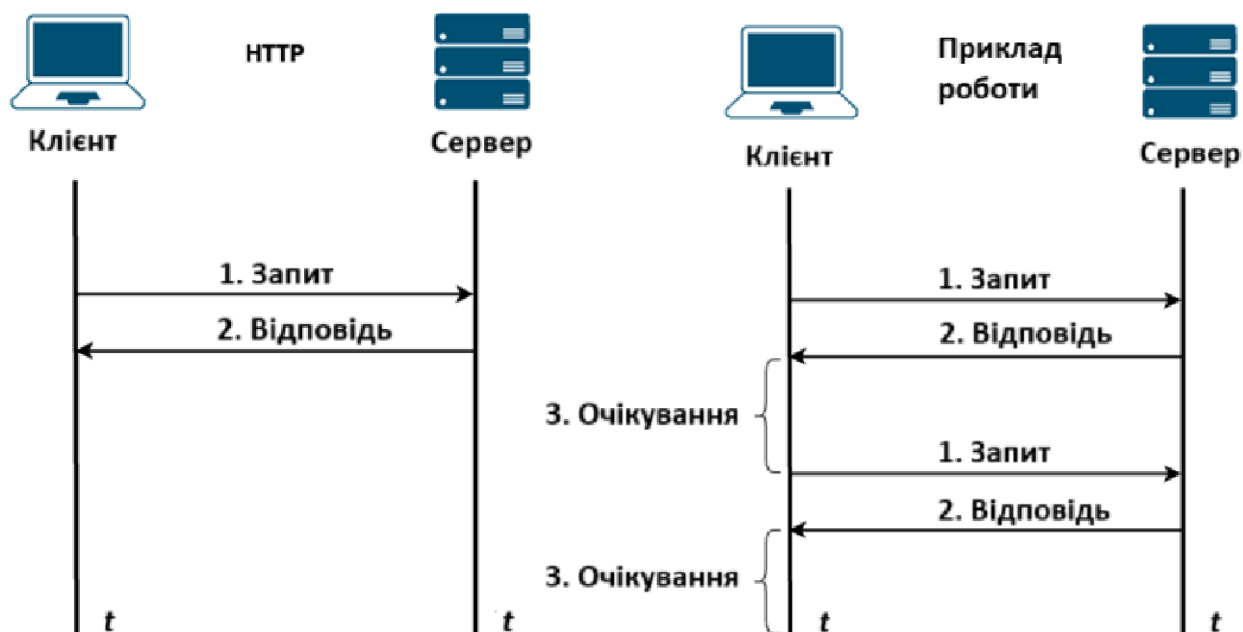 HTTP
Клієнт
Сервер
1. Запит
2. Відповідь
t
t
Приклад
роботи
Клієнт
Сервер
1. Запит
2. Відповідь
3. Очікування
1. Запит
2. Відповідь
3. Очікування
t
t